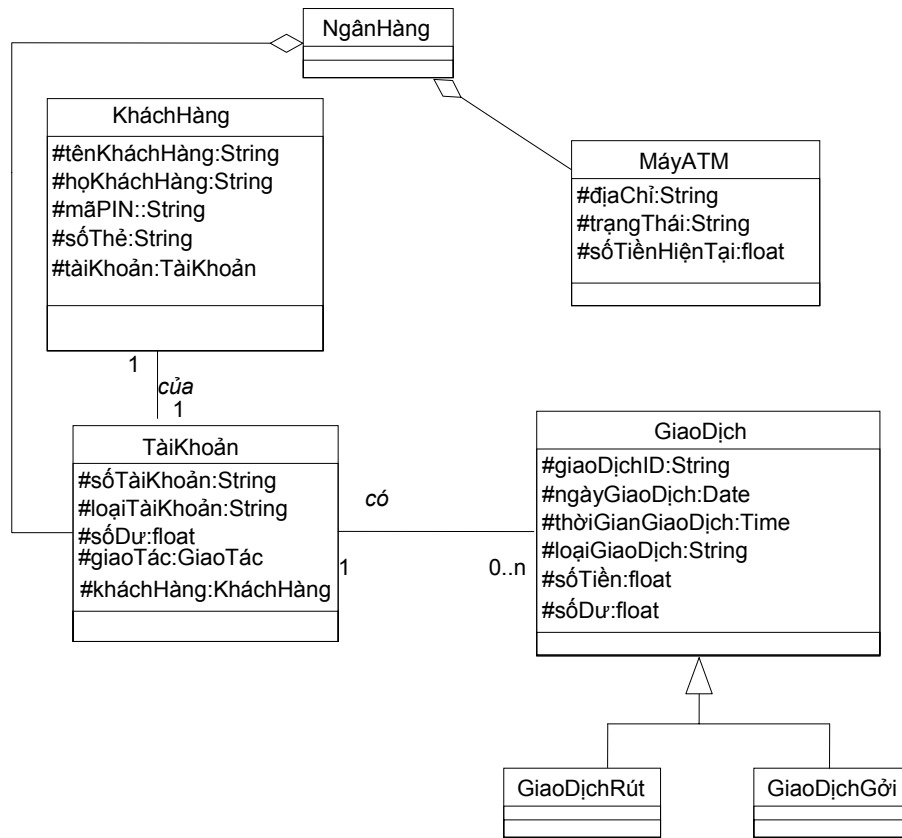 NgânHàng
KháchHàng
#tênKháchHàng:String
#họKháchHàng:String
#mãPIN::String
#sốThẻ:String
#tàiKhoản:TàiKhoản
MáyATM
#địaChỉ:String
#trạngThái:String
#sốTiềnHiệnTại:float
1
của
1
TàiKhoản
#sốTàiKhoản:String
#loạiTàiKhoản:String
#sốDư:float
#giaoTác:GiaoTác
#kháchHàng:KháchHàng
có
1
0..n
GiaoDịch
#giaoDịchID:String
#ngàyGiaoDịch:Date
#thờiGianGiaoDịch:Time
#loạiGiaoDịch:String
#sốTiền:float
#sốDư:float
GiaoDịchRút
GiaoDịchGởi